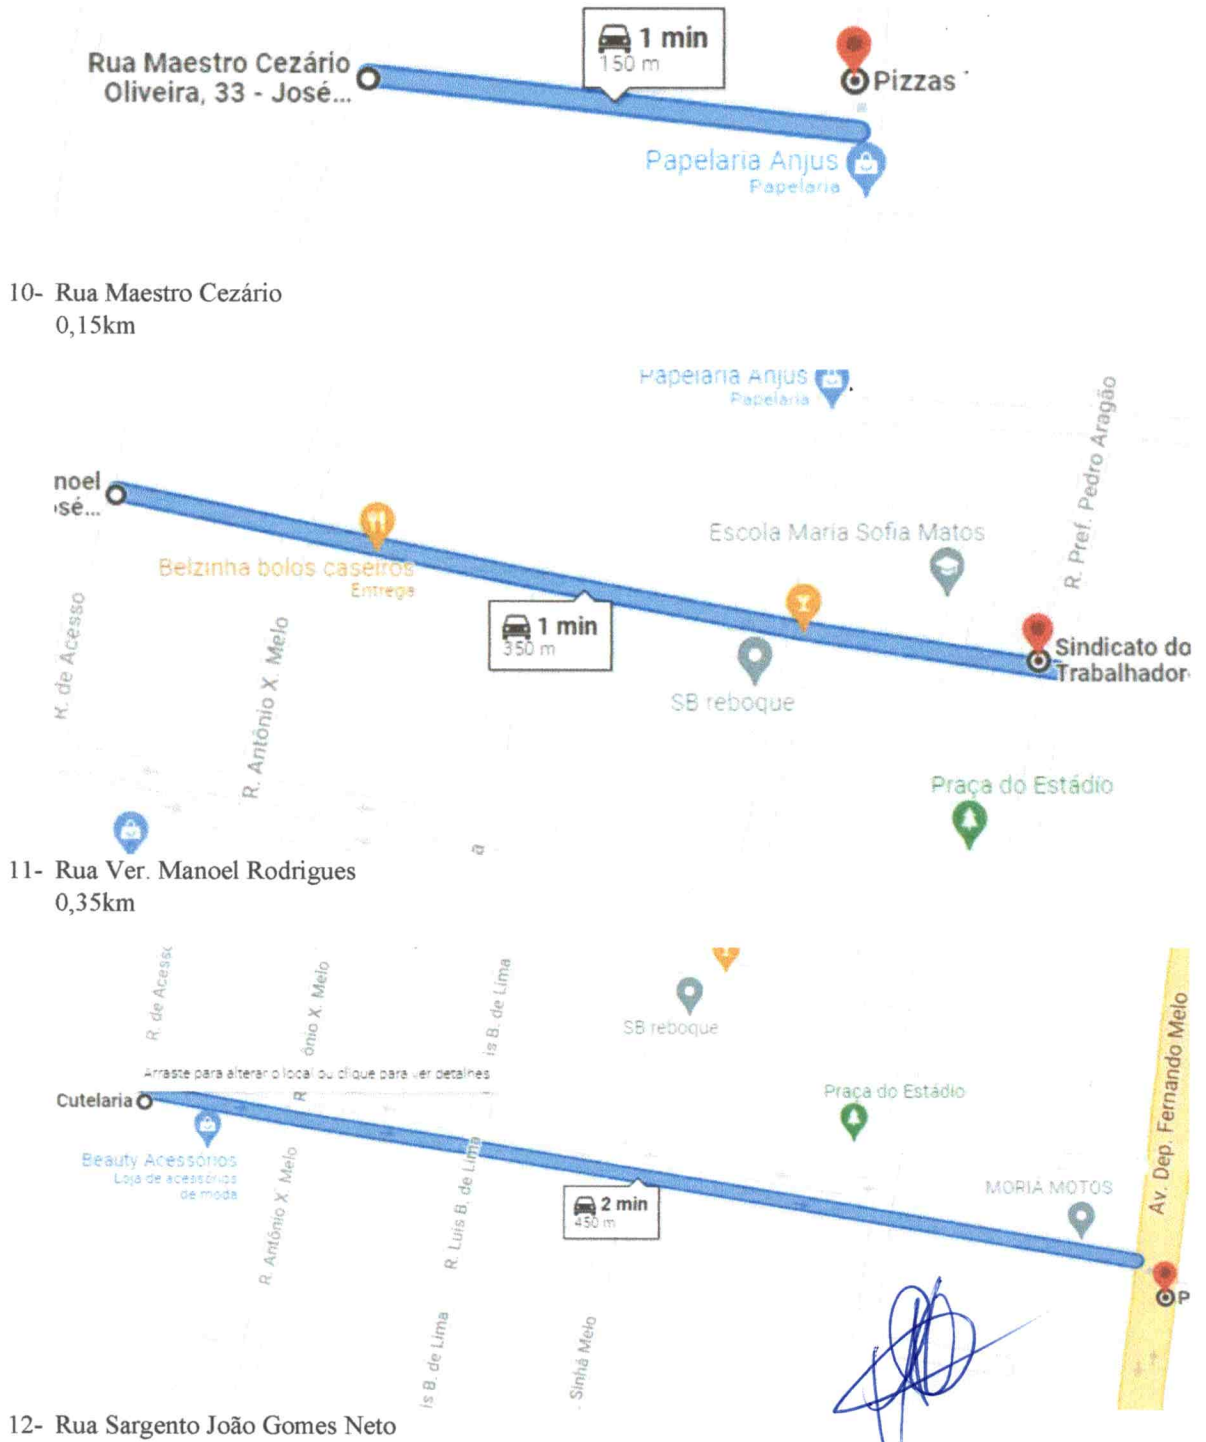 1 min
150 m
Rua Maestro Cezário
Oliveira, 33 - José...
Pizzas
Papelaria Anjus
Papelaria
10- Rua Maestro Cezário
0,15km
Papelaria Anjus
Papelaria
R. Pref. Pedro Aragão
noel
sé...
Escola Maria Sofia Matos
Belzinha bolos caseiros
Entrega
1 min
350 m
R. de Acesso
R. Antônio X. Melo
Sindicato do
Trabalhador
SB reboque
Praça do Estádio
a
11- Rua Ver. Manoel Rodrigues
0,35km
R. de Acesso
ônio X. Melo
is B. de Lima
SB reboque
Av. Dep. Fernando Melo
Arraste para alterar o local ou clique para ver detalhes
R
Cutelaria
Praça do Estádio
Beauty Acessórios
Loja de acessórios
de moda
R. Antônio X. Melo
R. Luis B. de Lima
2 min
450 m
MORIÁ MOTOS
P
is B. de Lima
Sinhá Melo
12- Rua Sargento João Gomes Neto